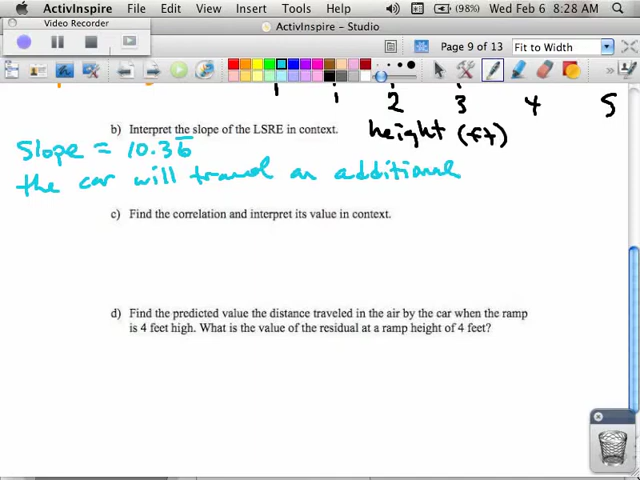 ActivInspire File Edit View Insert Tools Help (98%) Wed Feb 6 8:28 AM
Video Recorder
ActivInspire - Studio
Page 9 of 13 Fit to Width
1 2 3 4 5
height (ft)
b) Interpret the slope of the LSRE in context.
Slope = 10.36̅
the car will travel an additional
c) Find the correlation and interpret its value in context.
d) Find the predicted value the distance traveled in the air by the car when the ramp
is 4 feet high. What is the value of the residual at a ramp height of 4 feet?